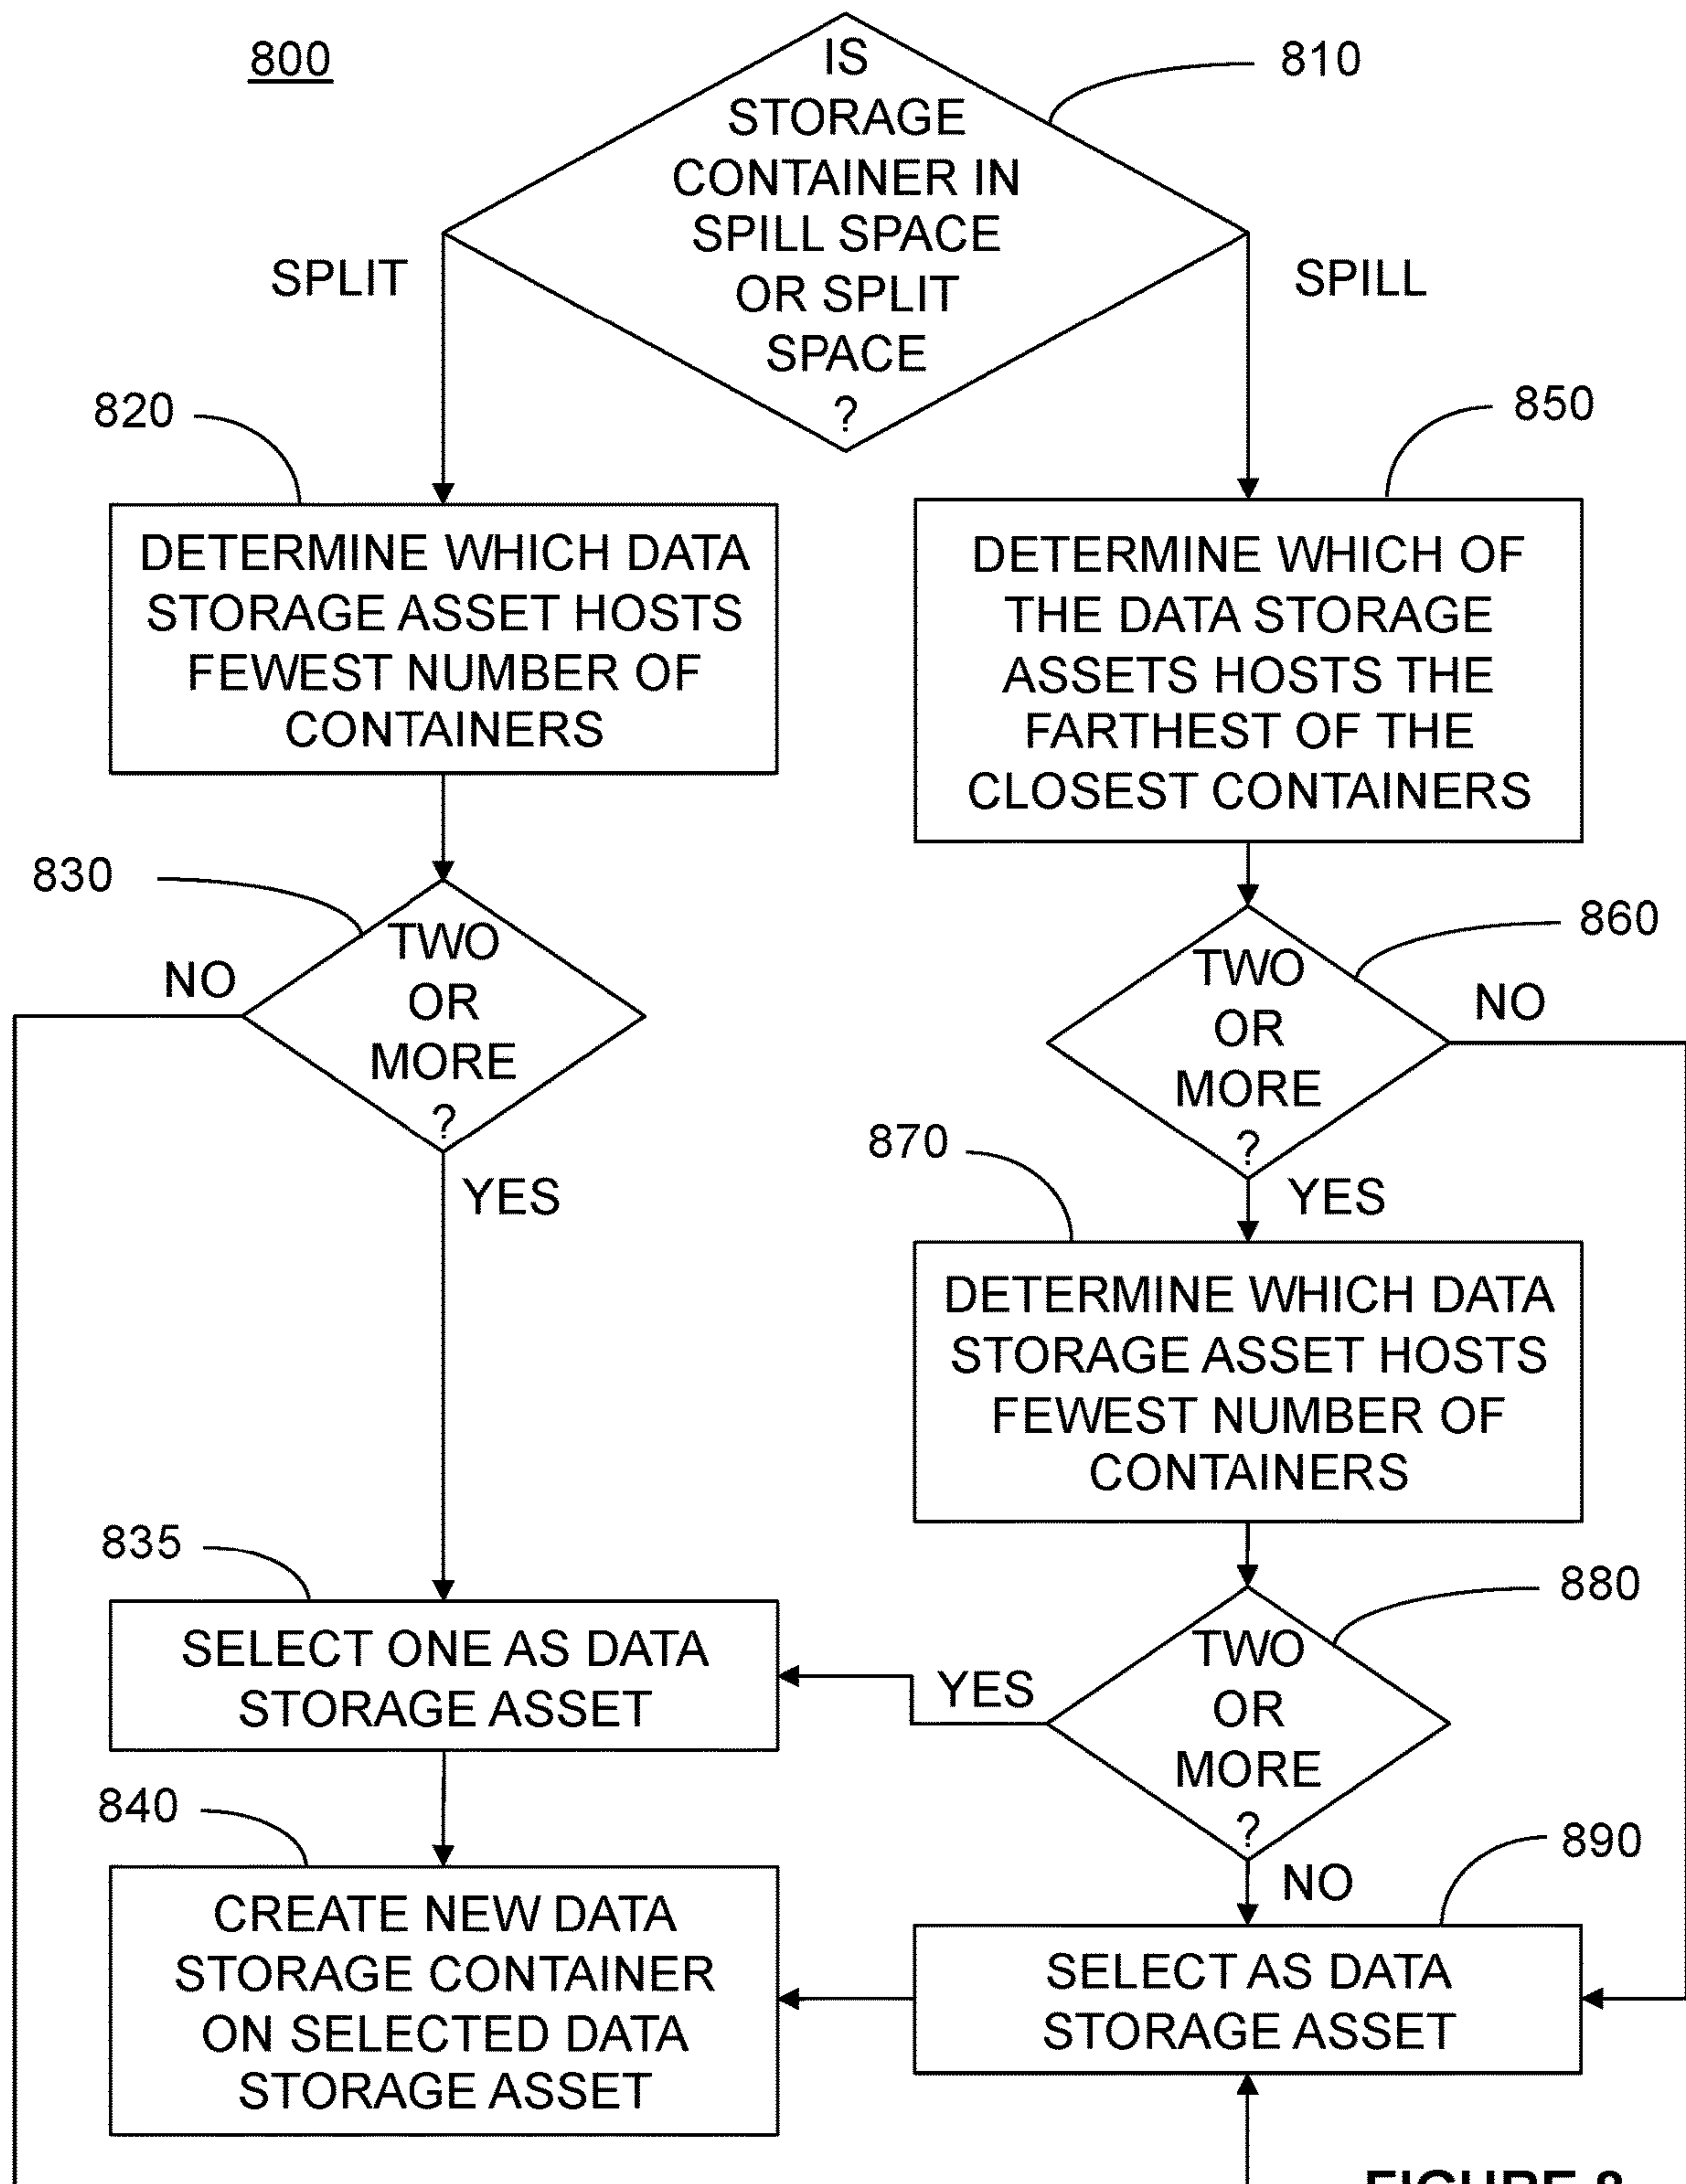 800
810
IS
STORAGE
CONTAINER IN
SPILL SPACE
OR SPLIT
SPACE
?
SPLIT
SPILL
820
850
DETERMINE WHICH DATA
STORAGE ASSET HOSTS
FEWEST NUMBER OF
CONTAINERS
DETERMINE WHICH OF
THE DATA STORAGE
ASSETS HOSTS THE
FARTHEST OF THE
CLOSEST CONTAINERS
830
TWO
OR
MORE
?
NO
YES
860
TWO
OR
MORE
?
NO
YES
870
DETERMINE WHICH DATA
STORAGE ASSET HOSTS
FEWEST NUMBER OF
CONTAINERS
835
SELECT ONE AS DATA
STORAGE ASSET
880
TWO
OR
MORE
?
YES
NO
840
CREATE NEW DATA
STORAGE CONTAINER
ON SELECTED DATA
STORAGE ASSET
890
SELECT AS DATA
STORAGE ASSET
FIGURE 8